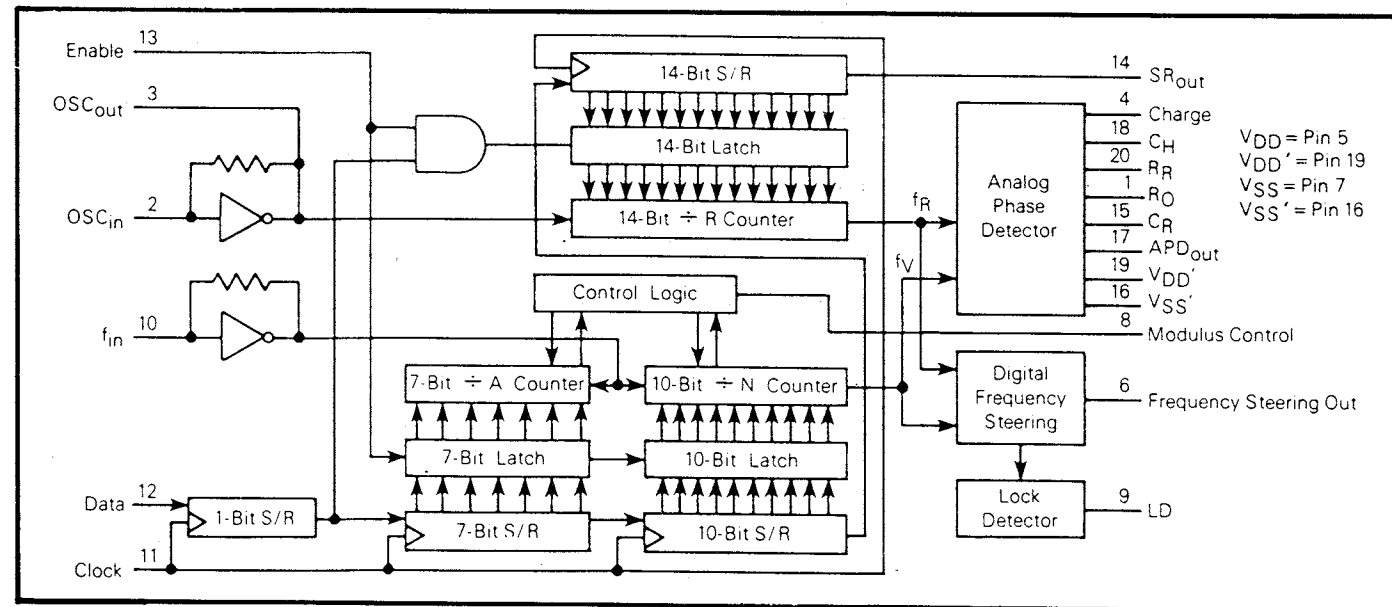 Enable 13
OSCout 3
OSCin 2
fin 10
Data 12
Clock 11
14-Bit S/R
14-Bit Latch
14-Bit ÷ R Counter
Control Logic
7-Bit ÷ A Counter
10-Bit ÷ N Counter
7-Bit Latch
10-Bit Latch
1-Bit S/R
7-Bit S/R
10-Bit S/R
fR
fV
Analog
Phase
Detector
Digital
Frequency
Steering
Lock
Detector
14 SRout
4 Charge
18 CH
20 RR
1 RO
15 CR
17 APDout
19 VDD'
16 VSS'
8 Modulus Control
6 Frequency Steering Out
9 LD
VDD = Pin 5
VDD' = Pin 19
VSS = Pin 7
VSS' = Pin 16